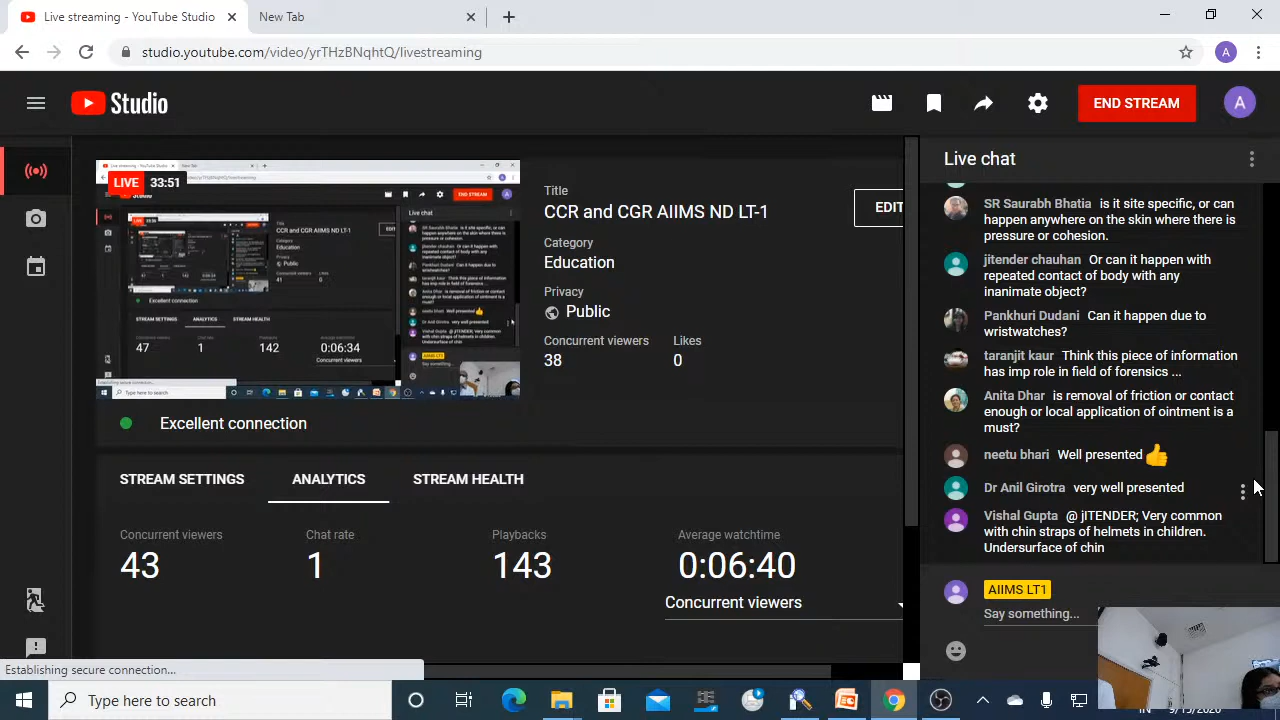 Live streaming - YouTube Studio
New Tab
studio.youtube.com/video/yrTHzBNqhtQ/livestreaming
A
Studio
END STREAM
A
LIVE 33:51
Title
CCR and CGR AIIMS ND LT-1
EDIT
Category
Education
Privacy
Public
Concurrent viewers
38
Likes
0
Excellent connection
STREAM SETTINGS
ANALYTICS
STREAM HEALTH
Concurrent viewers
43
Chat rate
1
Playbacks
143
Average watchtime
0:06:40
Concurrent viewers
Live chat
SR Saurabh Bhatia is it site specific, or can
happen anywhere on the skin where there is
pressure or cohesion.
jitender chauhan Or can it happen with
repeated contact of body with any
inanimate object?
Pankhuri Dudani Can it happen due to
wristwatches?
taranjit kaur Think this piece of information
has imp role in field of forensics ...
Anita Dhar is removal of friction or contact
enough or local application of ointment is a
must?
neetu bhari Well presented 👍
Dr Anil Girotra very well presented
Vishal Gupta @ jITENDER; Very common
with chin straps of helmets in children.
Undersurface of chin
AIIMS LT1
Say something...
Establishing secure connection...
Type here to search
IN